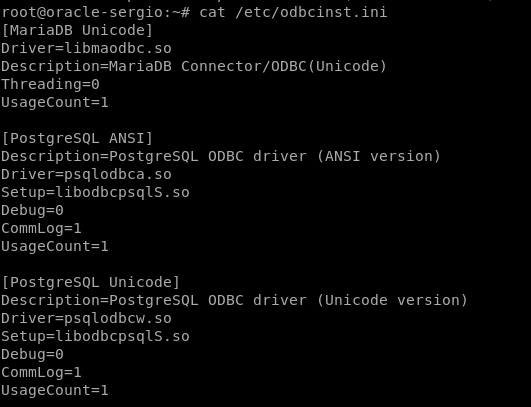 root@oracle-sergio:~# cat /etc/odbcinst.ini
[MariaDB Unicode]
Driver=libmaodbc.so
Description=MariaDB Connector/ODBC(Unicode)
Threading=0
UsageCount=1

[PostgreSQL ANSI]
Description=PostgreSQL ODBC driver (ANSI version)
Driver=psqlodbca.so
Setup=libodbcpsqlS.so
Debug=0
CommLog=1
UsageCount=1

[PostgreSQL Unicode]
Description=PostgreSQL ODBC driver (Unicode version)
Driver=psqlodbcw.so
Setup=libodbcpsqlS.so
Debug=0
CommLog=1
UsageCount=1